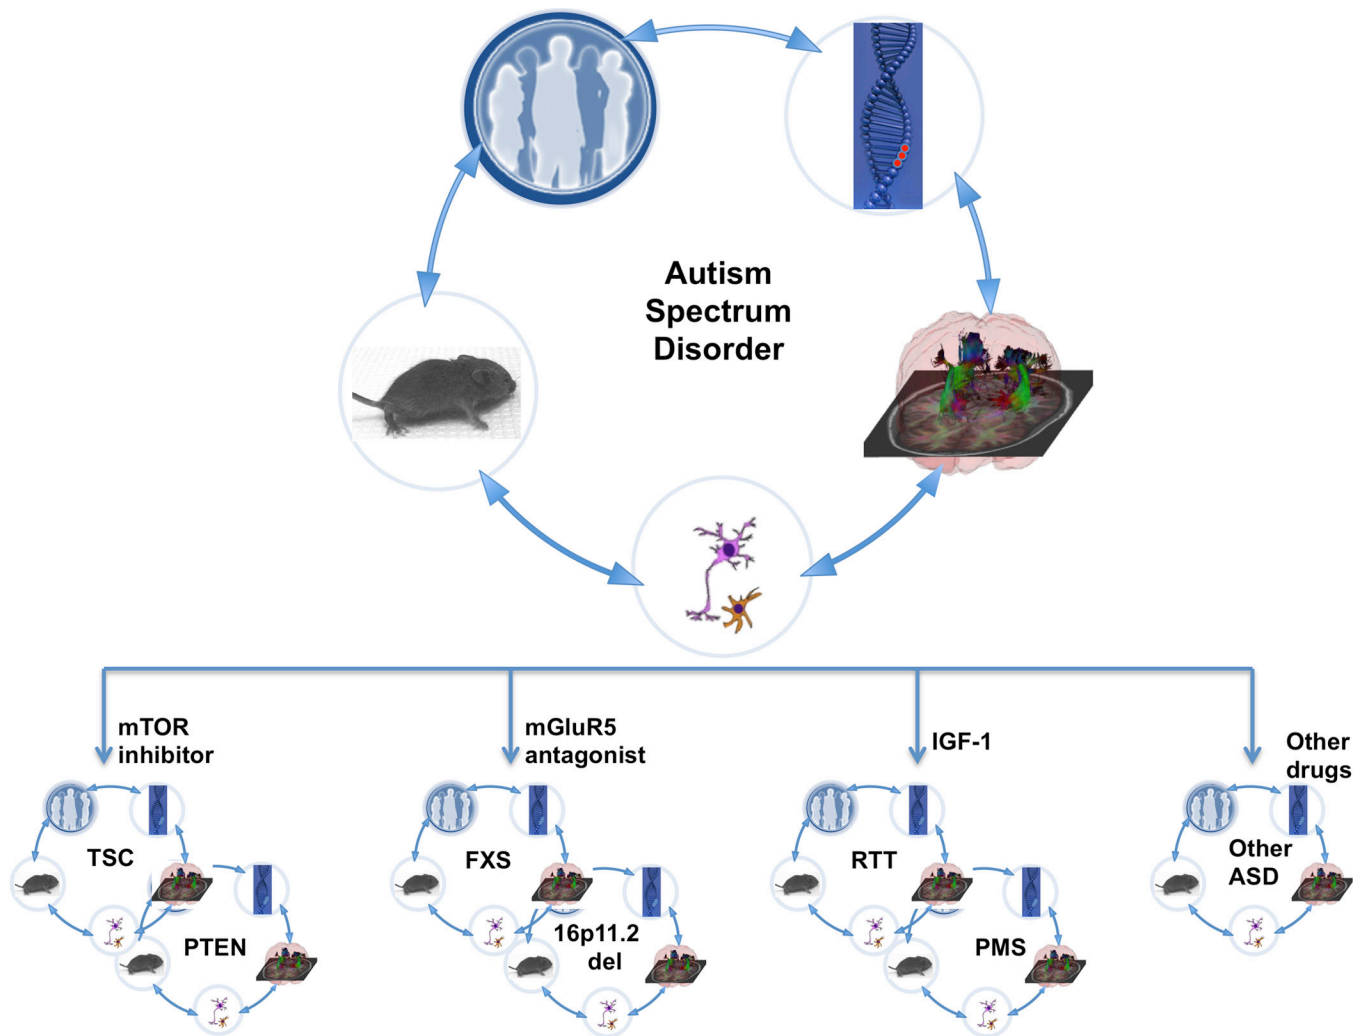 Autism
Spectrum
Disorder
mTOR
inhibitor
mGluR5
antagonist
IGF-1
Other
drugs
TSC
PTEN
FXS
16p11.2
del
RTT
PMS
Other
ASD